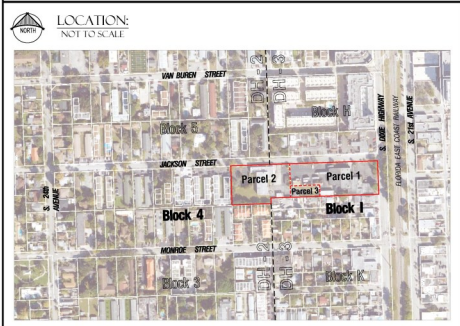 LOCATION:
NOT TO SCALE
NORTH
VAN BUREN STREET
DH - 2
DH - 3
Block H
Block 5
S. DIXIE HIGHWAY
FLORIDA EAST COAST RAILWAY
S. 21st AVENUE
JACKSON STREET
Parcel 2
Parcel 1
Parcel 3
S. 24th AVENUE
Block 4
Block I
MONROE STREET
DH - 2
DH - 3
Block 3
Block K